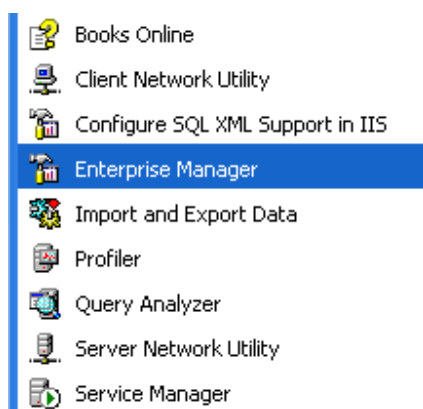 Books Online
Client Network Utility
Configure SQL XML Support in IIS
Enterprise Manager
Import and Export Data
Profiler
Query Analyzer
Server Network Utility
Service Manager